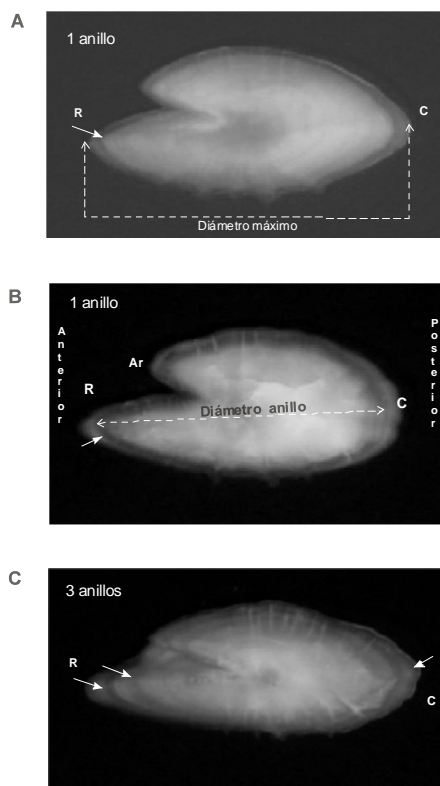 A
1 anillo
R
C
Diámetro máximo
B
1 anillo
Anterior
Posterior
Ar
R
Diámetro anillo
C
C
3 anillos
R
C